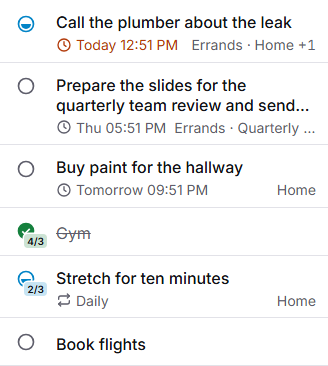 Call the plumber about the leak
Today 12:51 PM Errands · Home +1
Prepare the slides for the
quarterly team review and send...
Thu 05:51 PM Errands · Quarterly ...
Buy paint for the hallway
Tomorrow 09:51 PM Home
Gym
4/3
Stretch for ten minutes
2/3
Daily Home
Book flights